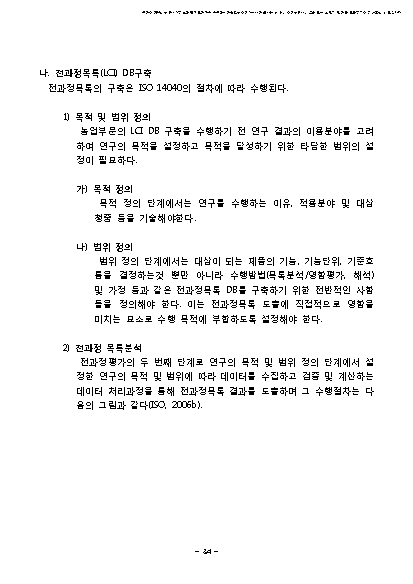 나. 전과정목록(LCI) DB구축
전과정목록의 구축은 ISO 14040의 절차에 따라 수행된다.
1) 목적 및 범위 정의
농업부문의 LCI DB 구축을 수행하기 전 연구 결과의 이용분야를 고려
하여 연구의 목적을 설정하고 목적을 달성하기 위한 타당한 범위의 설
정이 필요하다.
가) 목적 정의
목적 정의 단계에서는 연구를 수행하는 이유, 적용분야 및 대상
청중 등을 기술해야한다.
나) 범위 정의
범위 정의 단계에서는 대상이 되는 제품의 기능, 기능단위, 기준흐
름을 결정하는것 뿐만 아니라 수행방법(목록분석/영향평가, 해석)
및 가정 등과 같은 전과정목록 DB를 구축하기 위한 전반적인 사항
들을 정의해야 한다. 이는 전과정목록 도출에 직접적으로 영향을
미치는 요소로 수행 목적에 부합하도록 설정해야 한다.
2) 전과정 목록분석
전과정평가의 두 번째 단계로 연구의 목적 및 범위 정의 단계에서 설
정한 연구의 목적 및 범위에 따라 데이터를 수집하고 검증 및 계산하는
데이터 처리과정을 통해 전과정목록 결과를 도출하며 그 수행절차는 다
음의 그림과 같다(ISO, 2006b).
- 84 -